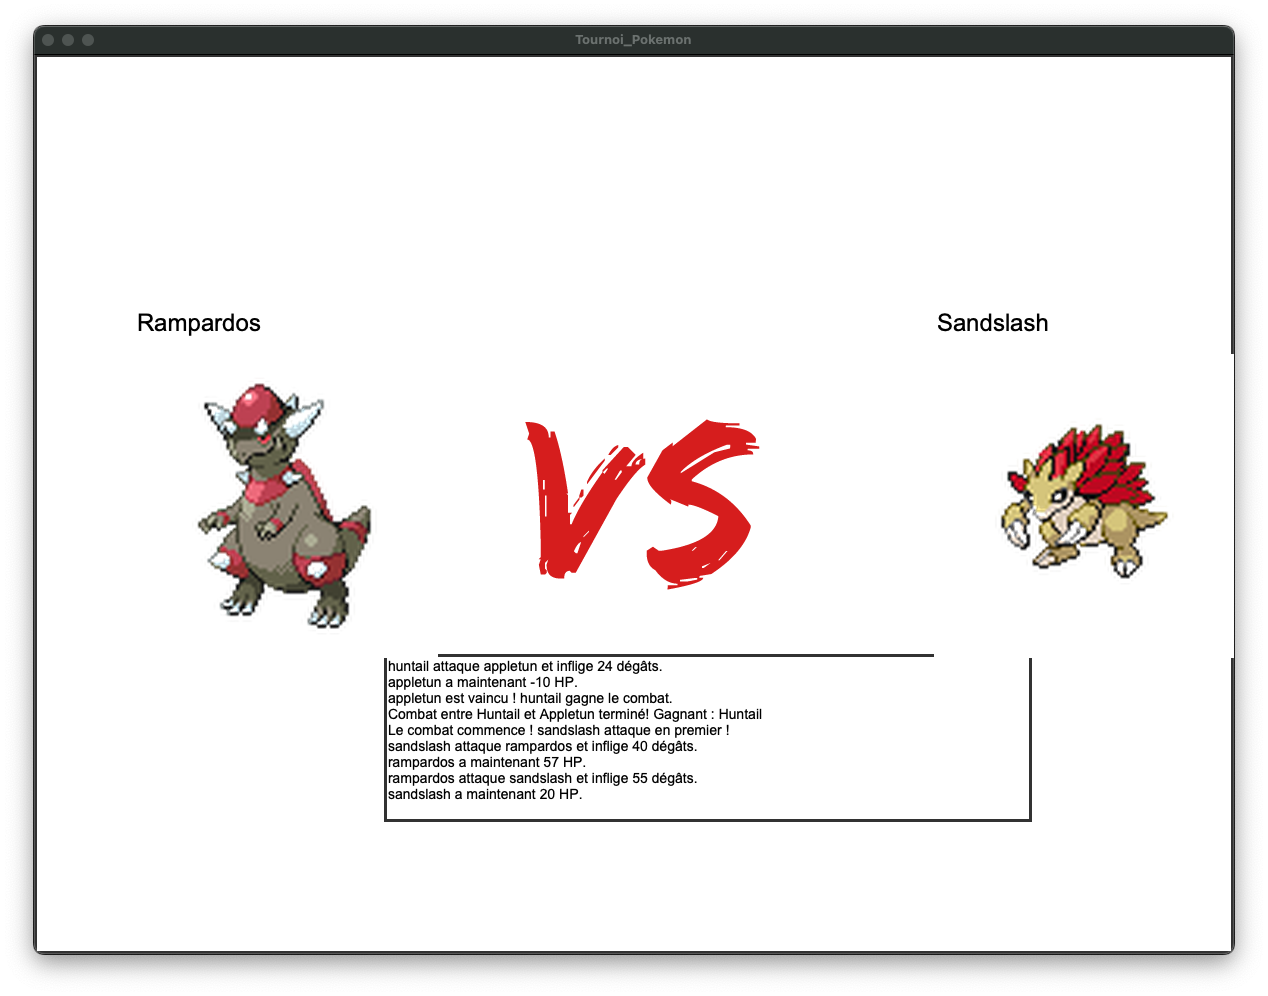 Tournoi_Pokemon
Rampardos
Sandslash
VS
huntail attaque appletun et inflige 24 dégâts.
appletun a maintenant -10 HP.
appletun est vaincu ! huntail gagne le combat.
Combat entre Huntail et Appletun terminé! Gagnant : Huntail
Le combat commence ! sandslash attaque en premier !
sandslash attaque rampardos et inflige 40 dégâts.
rampardos a maintenant 57 HP.
rampardos attaque sandslash et inflige 55 dégâts.
sandslash a maintenant 20 HP.